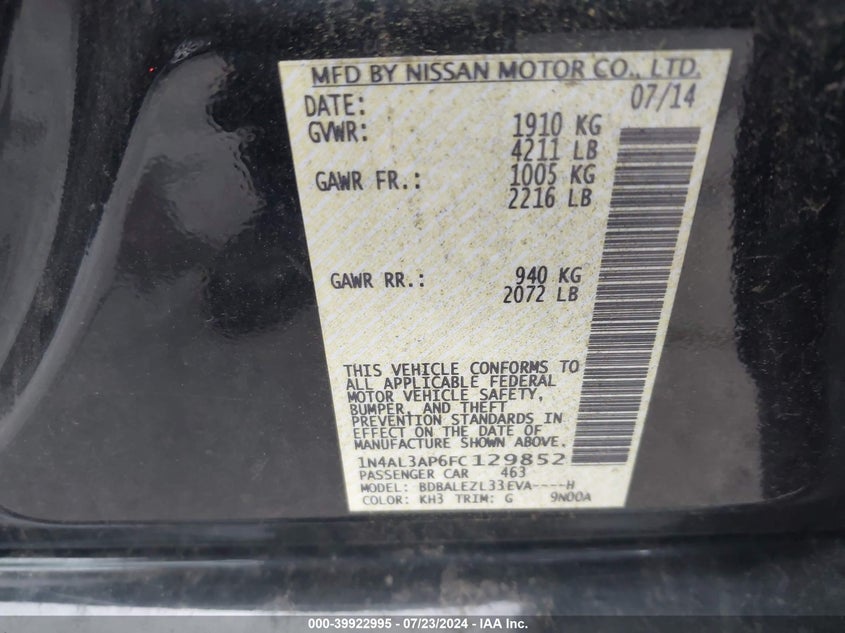 MFD BY NISSAN MOTOR CO., LTD.
DATE: 07/14
GVWR: 1910 KG
4211 LB
GAWR FR.: 1005 KG
2216 LB
GAWR RR.: 940 KG
2072 LB
THIS VEHICLE CONFORMS TO
ALL APPLICABLE FEDERAL
MOTOR VEHICLE SAFETY,
BUMPER, AND THEFT
PREVENTION STANDARDS IN
EFFECT ON THE DATE OF
MANUFACTURE SHOWN ABOVE.
1N4AL3AP6FC129852
PASSENGER CAR 463
MODEL: BDBALEZL33EVA----H
COLOR: KH3 TRIM: G 9N00A
000-39922995 - 07/23/2024 - IAA Inc.